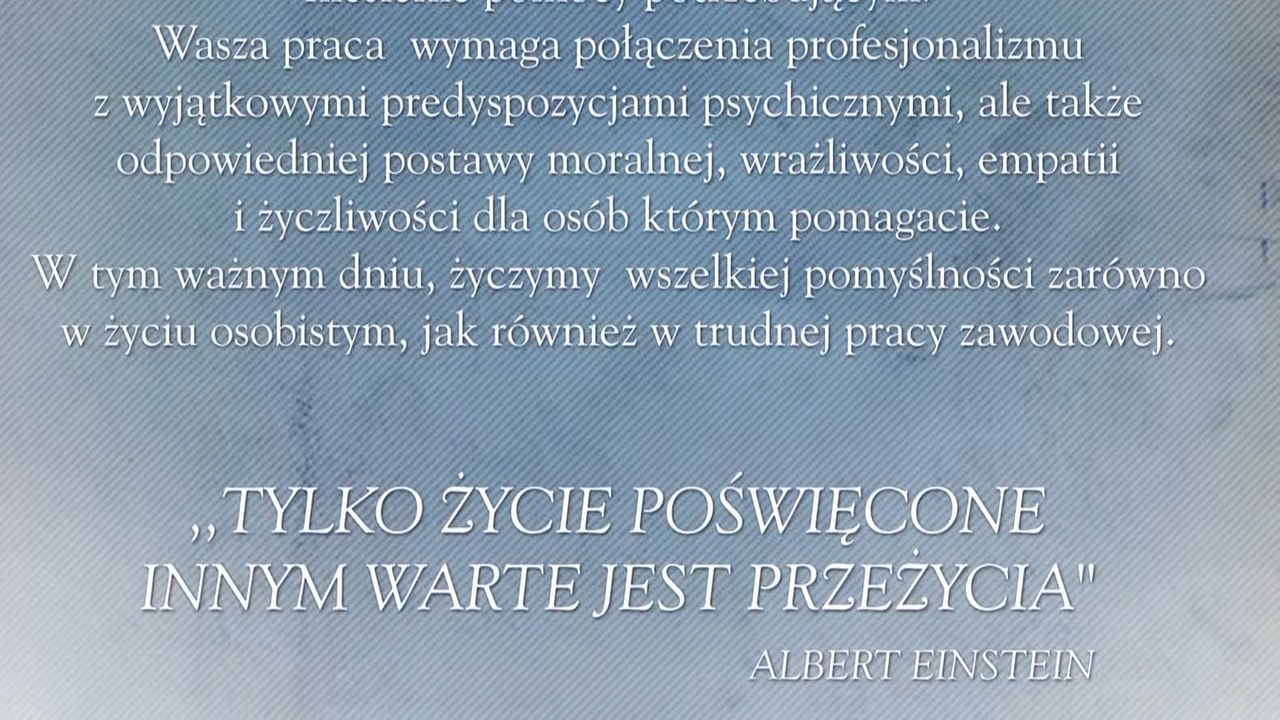 Wasza praca  wymaga połączenia profesjonalizmu
z wyjątkowymi predyspozycjami psychicznymi, ale także
odpowiedniej postawy moralnej, wrażliwości, empatii
i życzliwości dla osób którym pomagacie.
W tym ważnym dniu, życzymy  wszelkiej pomyślności zarówno
w życiu osobistym, jak również w trudnej pracy zawodowej.
,,TYLKO ŻYCIE POŚWIĘCONE
INNYM WARTE JEST PRZEŻYCIA"
ALBERT EINSTEIN